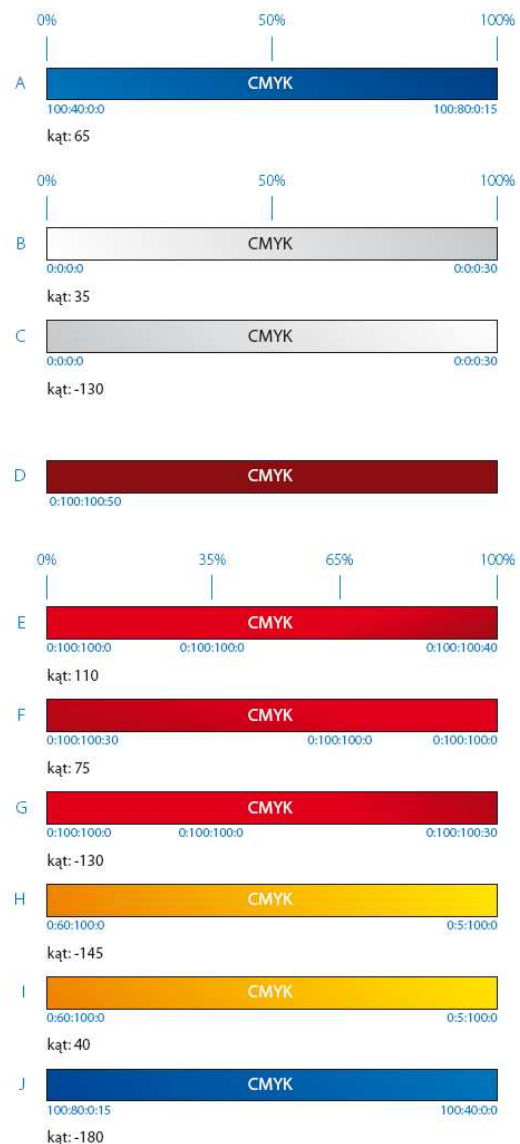 0% 50% 100%
A CMYK
100:40:0:0 100:80:0:15
kąt: 65
0% 50% 100%
B CMYK
0:0:0:0 0:0:0:30
kąt: 35
C CMYK
0:0:0:0 0:0:0:30
kąt: -130
D CMYK
0:100:100:50
0% 35% 65% 100%
E CMYK
0:100:100:0 0:100:100:0 0:100:100:40
kąt: 110
F CMYK
0:100:100:30 0:100:100:0 0:100:100:0
kąt: 75
G CMYK
0:100:100:0 0:100:100:0 0:100:100:30
kąt: -130
H CMYK
0:60:100:0 0:5:100:0
kąt: -145
I CMYK
0:60:100:0 0:5:100:0
kąt: 40
J CMYK
100:80:0:15 100:40:0:0
kąt: -180